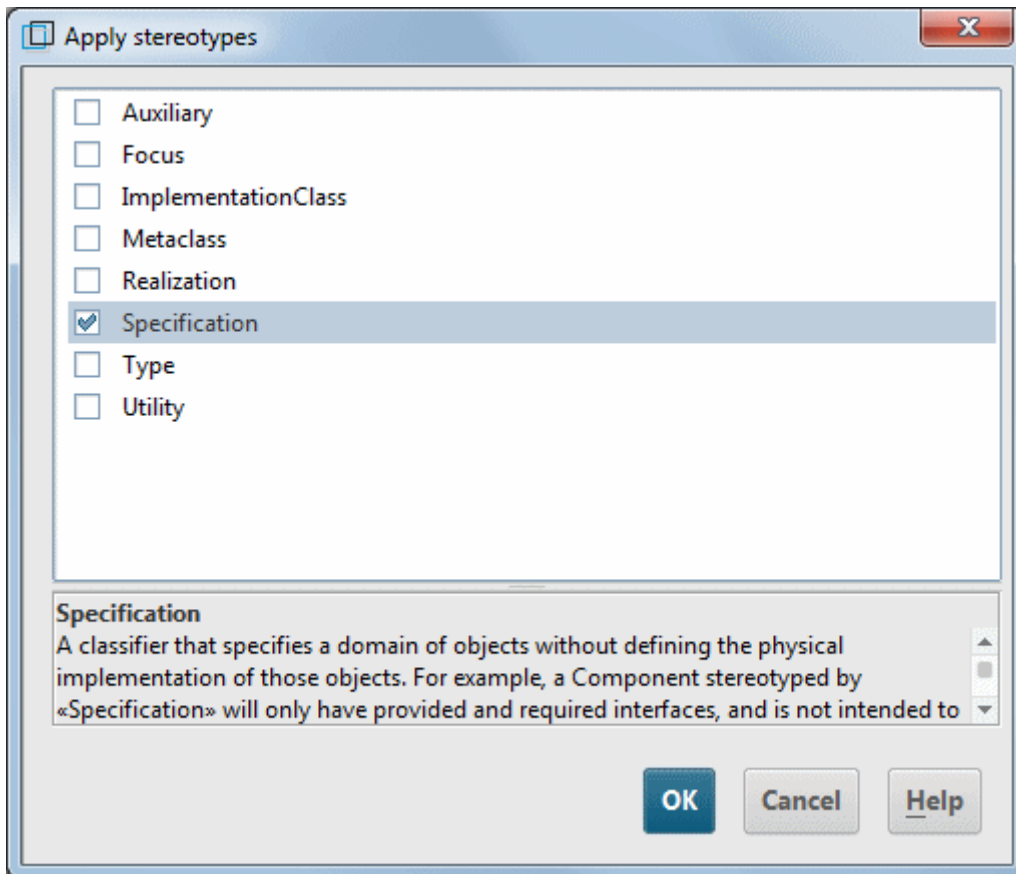 Apply stereotypes
Auxiliary
Focus
ImplementationClass
Metaclass
Realization
Specification
Type
Utility
Specification
A classifier that specifies a domain of objects without defining the physical
implementation of those objects. For example, a Component stereotyped by
«Specification» will only have provided and required interfaces, and is not intended to
OK Cancel Help